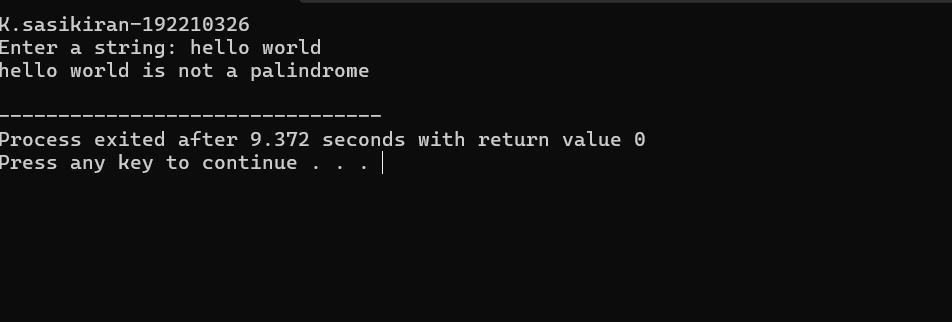 K.sasikiran-192210326
Enter a string: hello world
hello world is not a palindrome
--------------------------------
Process exited after 9.372 seconds with return value 0
Press any key to continue . . .